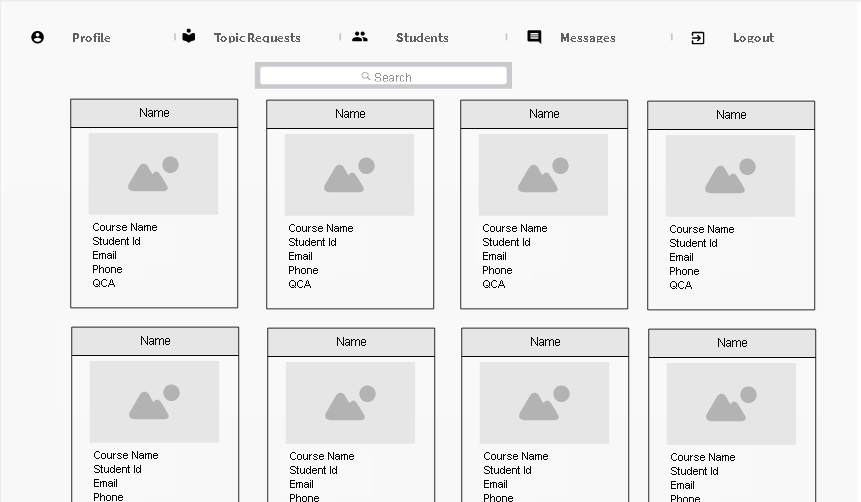 Profile
Topic Requests
Students
Messages
Logout
Search
Name
Course Name
Student Id
Email
Phone
QCA
Name
Course Name
Student Id
Email
Phone
QCA
Name
Course Name
Student Id
Email
Phone
QCA
Name
Course Name
Student Id
Email
Phone
QCA
Name
Course Name
Student Id
Email
Phone
Name
Course Name
Student Id
Email
Phone
Name
Course Name
Student Id
Email
Phone
Name
Course Name
Student Id
Email
Phone